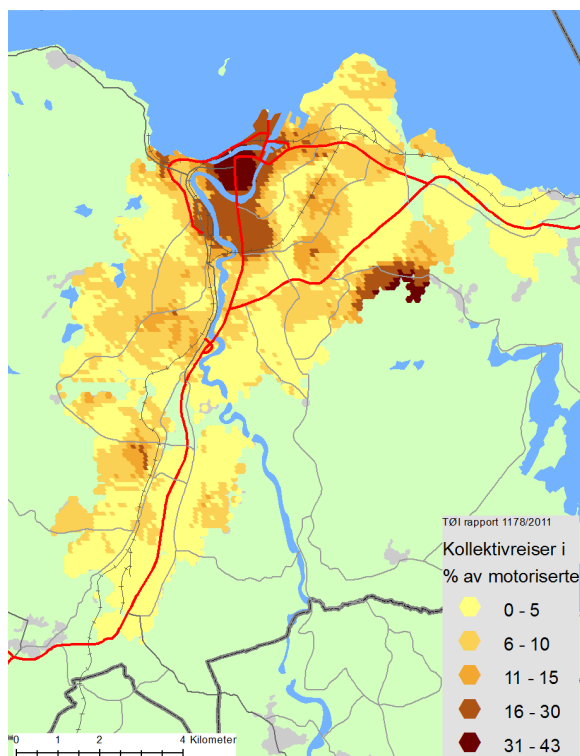 TØI rapport 1178/2011
Kollektivreiser i
% av motoriserte
0 - 5
6 - 10
11 - 15
16 - 30
31 - 43
0 1 2 4 Kilometer